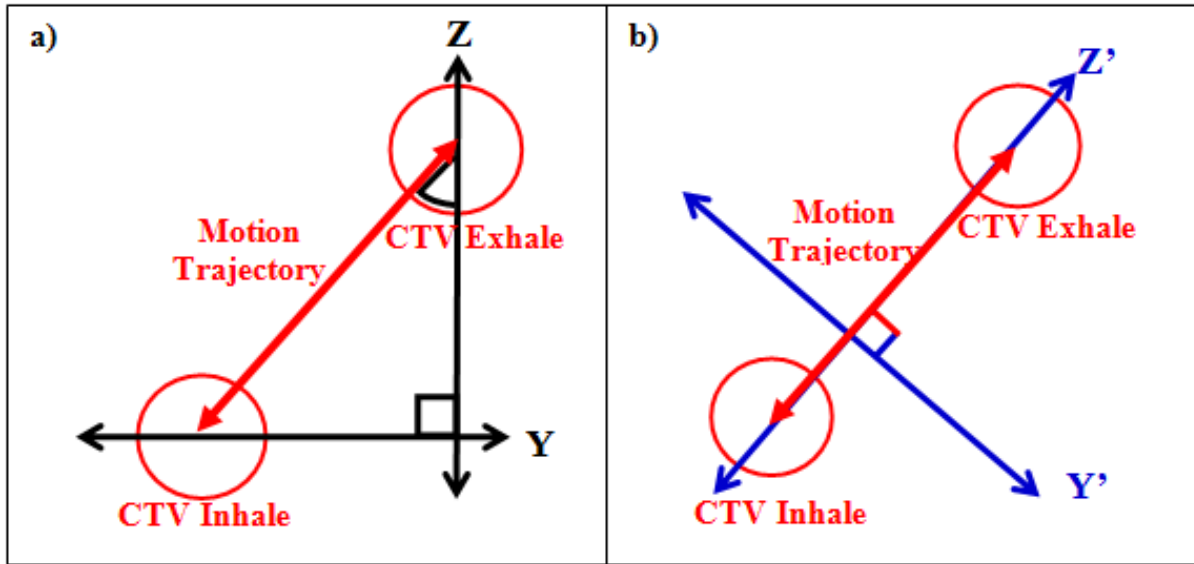 a)
Z
Motion
Trajectory
CTV Exhale
Y
CTV Inhale
b)
Z’
Motion
Trajectory
CTV Exhale
Y’
CTV Inhale